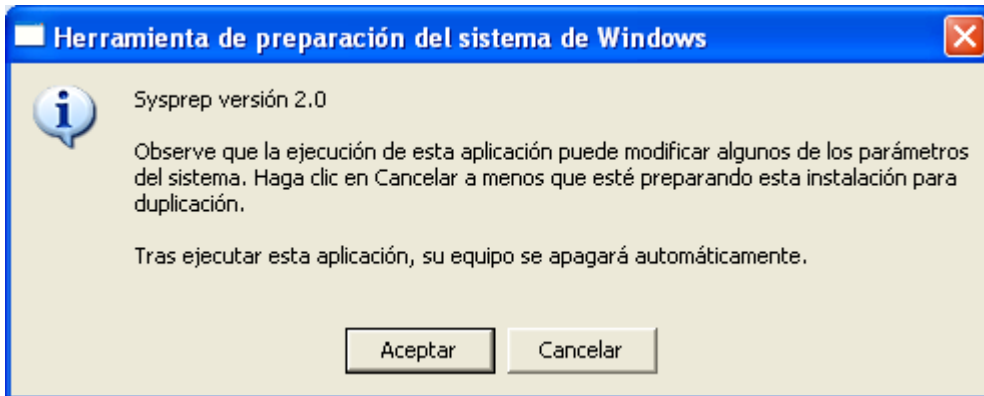 Herramienta de preparación del sistema de Windows
Sysprep versión 2.0
Observe que la ejecución de esta aplicación puede modificar algunos de los parámetros
del sistema. Haga clic en Cancelar a menos que esté preparando esta instalación para
duplicación.
Tras ejecutar esta aplicación, su equipo se apagará automáticamente.
Aceptar
Cancelar